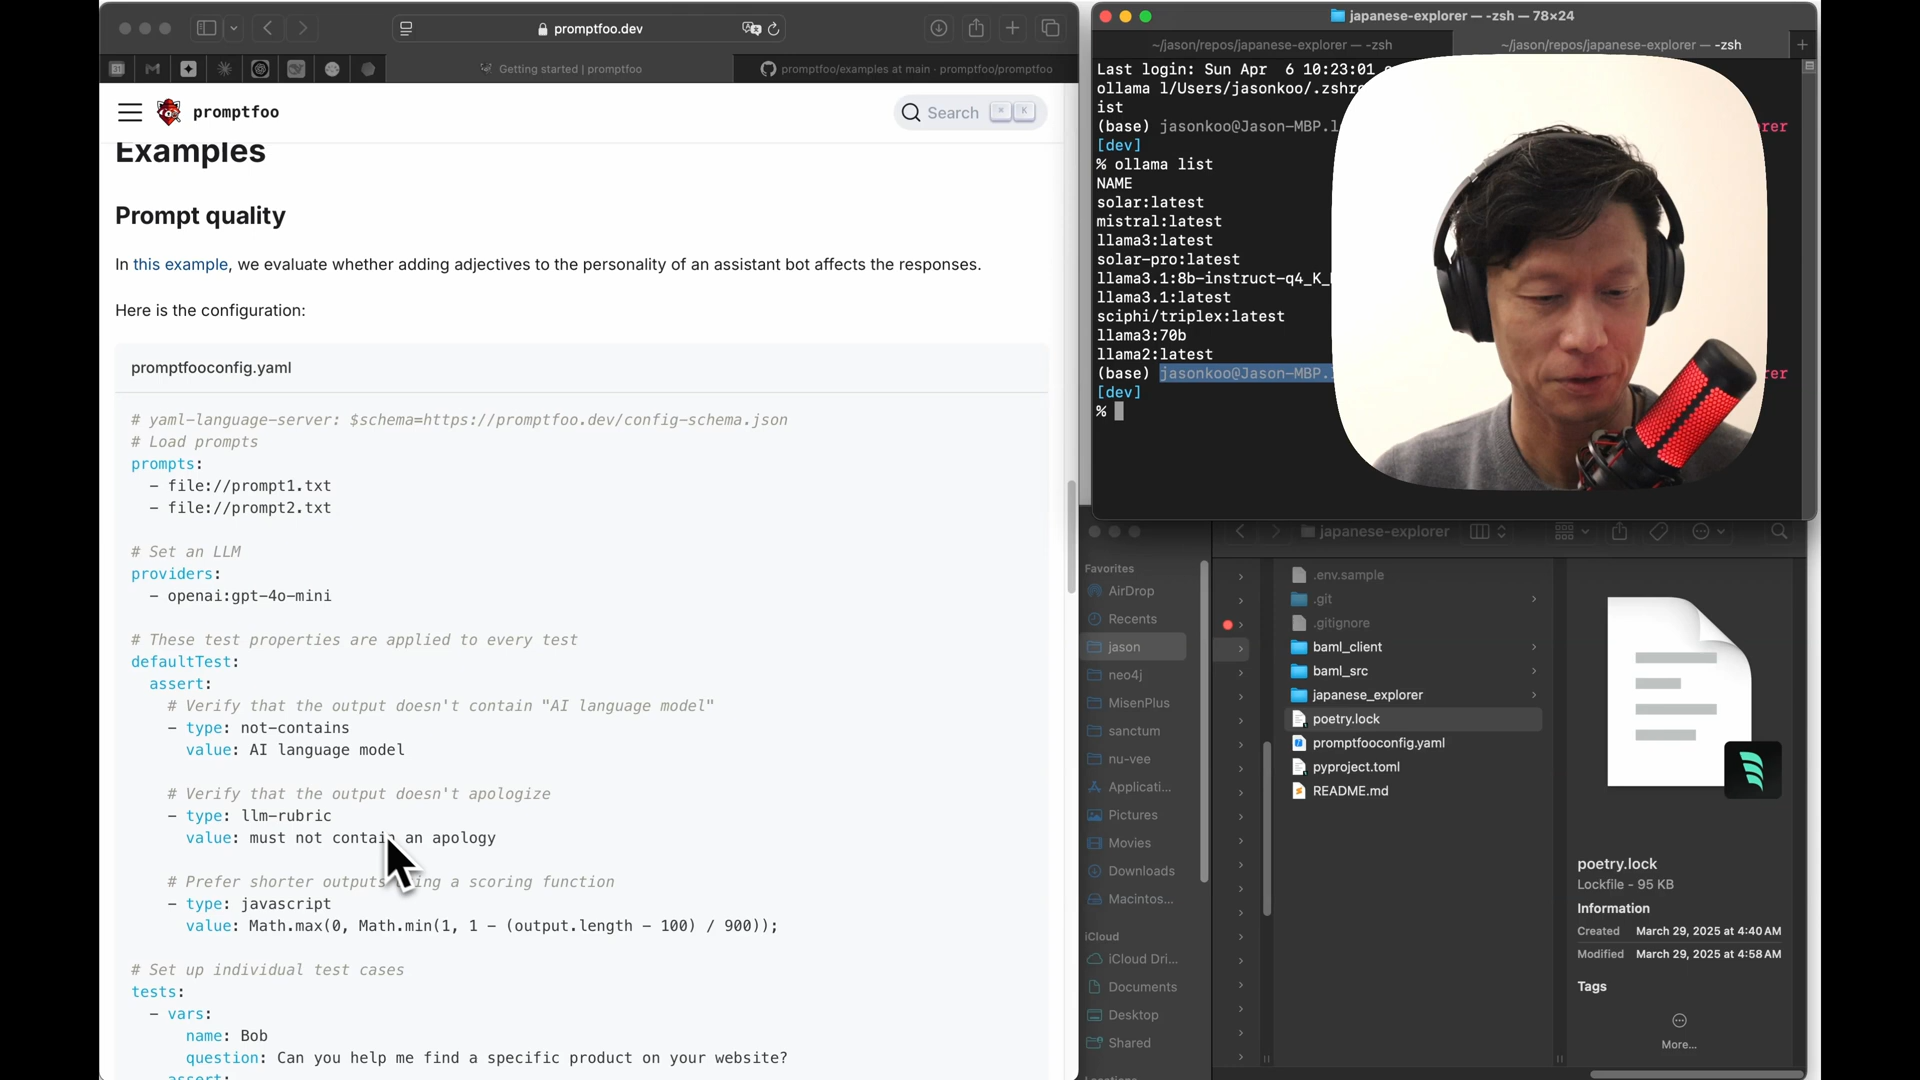 promptfoo.dev
Getting started | promptfoo
promptfoo/examples at main · promptfoo/promptfoo
promptfoo
Search
K
Examples
Prompt quality
In this example, we evaluate whether adding adjectives to the personality of an assistant bot affects the responses.
Here is the configuration:
promptfooconfig.yaml
# yaml-language-server: $schema=https://promptfoo.dev/config-schema.json
# Load prompts
prompts:
- file://prompt1.txt
- file://prompt2.txt
# Set an LLM
providers:
- openai:gpt-4o-mini
# These test properties are applied to every test
defaultTest:
assert:
# Verify that the output doesn't contain "AI language model"
- type: not-contains
value: AI language model
# Verify that the output doesn't apologize
- type: llm-rubric
value: must not contain an apology
# Prefer shorter outputs a scoring function
- type: javascript
value: Math.max(0, Math.min(1, 1 - (output.length - 100) / 900));
# Set up individual test cases
tests:
- vars:
name: Bob
question: Can you help me find a specific product on your website?
assert:
japanese-explorer — -zsh — 78×24
~/jason/repos/japanese-explorer — -zsh
~/jason/repos/japanese-explorer — -zsh
Last login: Sun Apr 6 10:23:01
ollama l/Users/jasonkoo/.zshr
ist
(base) jasonkoo@Jason-MBP.l rer
[dev]
% ollama list
NAME
solar:latest
mistral:latest
llama3:latest
solar-pro:latest
llama3.1:8b-instruct-q4_K_
llama3.1:latest
sciphi/triplex:latest
llama3:70b
llama2:latest
(base) jasonkoo@Jason-MBP.l rer
[dev]
%
japanese-explorer
Favorites
AirDrop
Recents
jason
neo4j
MisenPlus
sanctum
nu-vee
Applicati...
Pictures
Movies
Downloads
Macintos...
iCloud
iCloud Dri...
Documents
Desktop
Shared
.env.sample
.git
.gitignore
baml_client
baml_src
japanese_explorer
poetry.lock
promptfooconfig.yaml
pyproject.toml
README.md
poetry.lock
Lockfile - 95 KB
Information
Created March 29, 2025 at 4:40 AM
Modified March 29, 2025 at 4:58 AM
Tags
More...